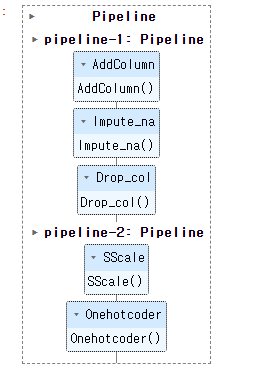 :
▸ Pipeline
▸ pipeline-1: Pipeline
▾ AddColumn
AddColumn()
▾ Impute_na
Impute_na()
▾ Drop_col
Drop_col()
▸ pipeline-2: Pipeline
▾ SScale
SScale()
▾ Onehotcoder
Onehotcoder()